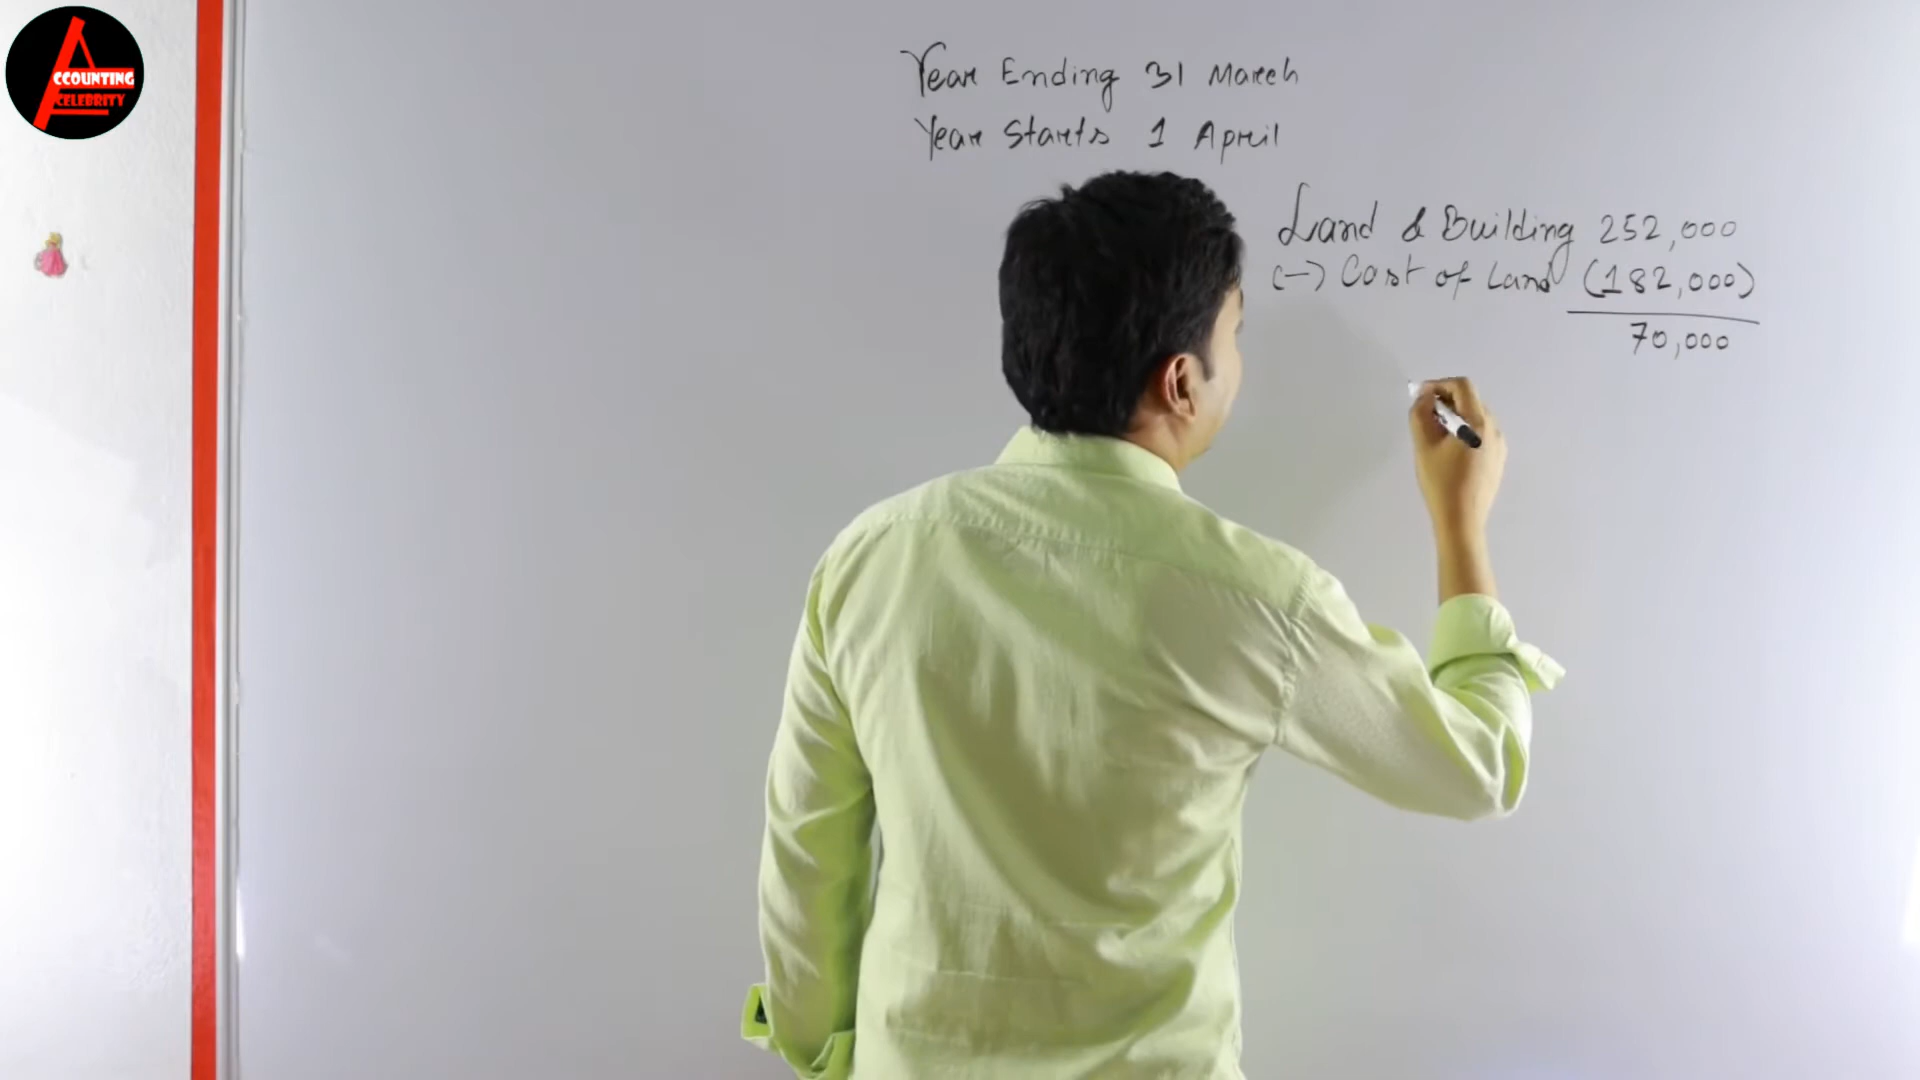 ACCOUNTING
CELEBRITY
Year Ending 31 March
Year Starts 1 April
Land & Building 252,000
(-) Cost of Land (182,000)
70,000